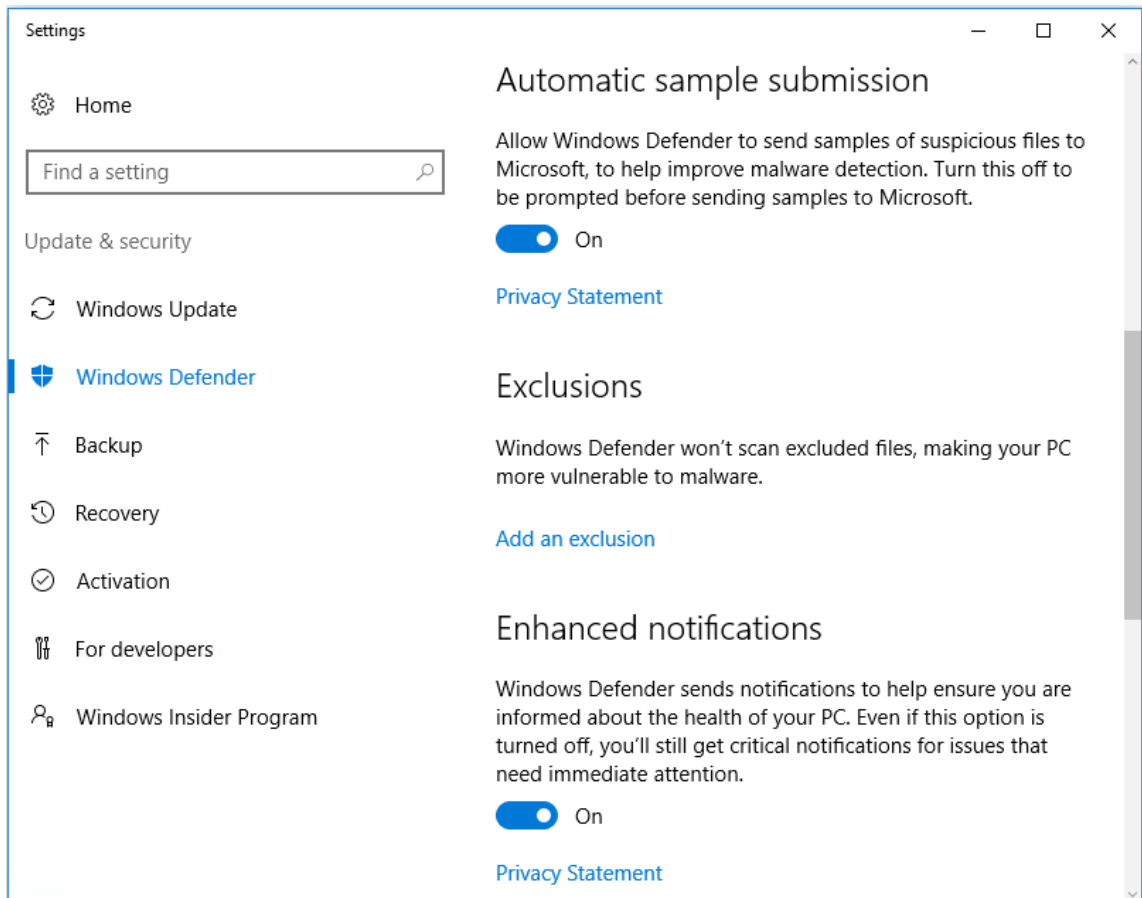 Settings
Home
Find a setting
Update & security
Windows Update
Windows Defender
Backup
Recovery
Activation
For developers
Windows Insider Program
Automatic sample submission
Allow Windows Defender to send samples of suspicious files to
Microsoft, to help improve malware detection. Turn this off to
be prompted before sending samples to Microsoft.
On
Privacy Statement
Exclusions
Windows Defender won’t scan excluded files, making your PC
more vulnerable to malware.
Add an exclusion
Enhanced notifications
Windows Defender sends notifications to help ensure you are
informed about the health of your PC. Even if this option is
turned off, you’ll still get critical notifications for issues that
need immediate attention.
On
Privacy Statement